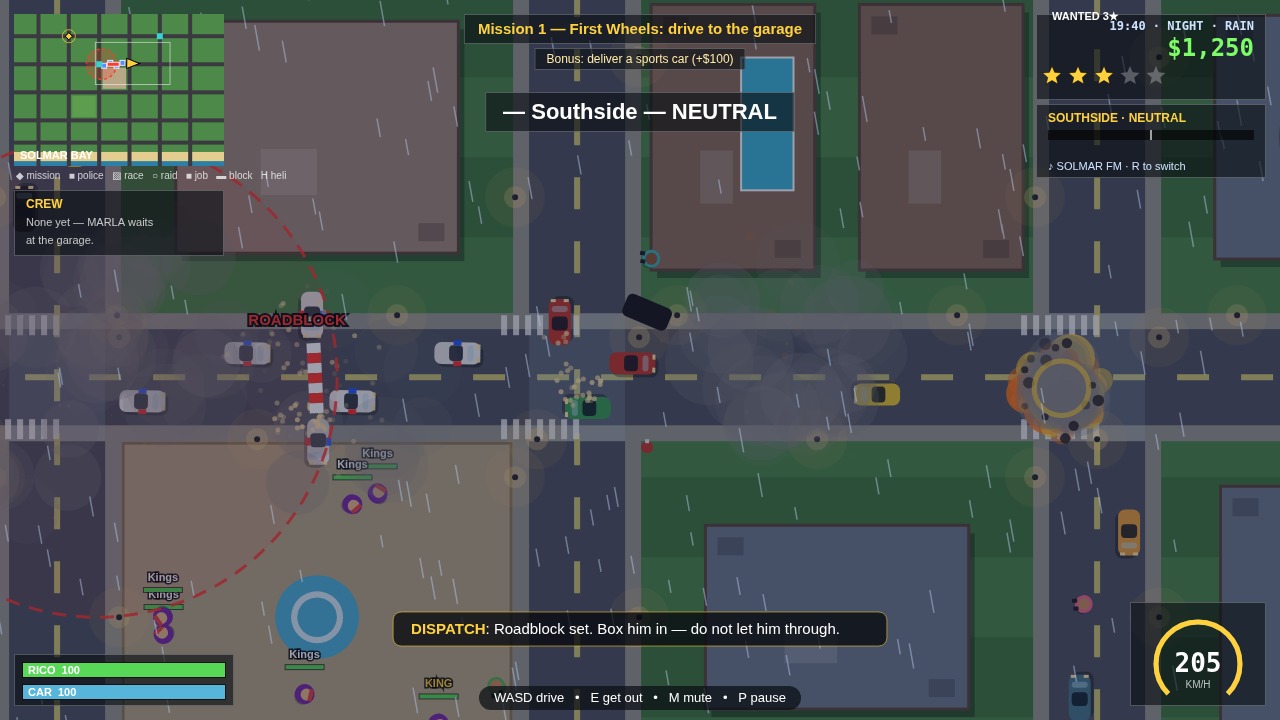 Mission 1 — First Wheels: drive to the garage
Bonus: deliver a sports car (+$100)
— Southside — NEUTRAL
WANTED 3★
19:40 · NIGHT · RAIN
$1,250
SOUTHSIDE · NEUTRAL
♪ SOLMAR FM · R to switch
SOLMAR BAY
◆ mission ■ police ▨ race ○ raid ■ job ▬ block H heli
CREW
None yet — MARLA waits
at the garage.
ROADBLOCK
Kings
Kings
Kings
Kings
Kings
KING
DISPATCH: Roadblock set. Box him in — do not let him through.
RICO 100
CAR 100
WASD drive • E get out • M mute • P pause
205
KM/H